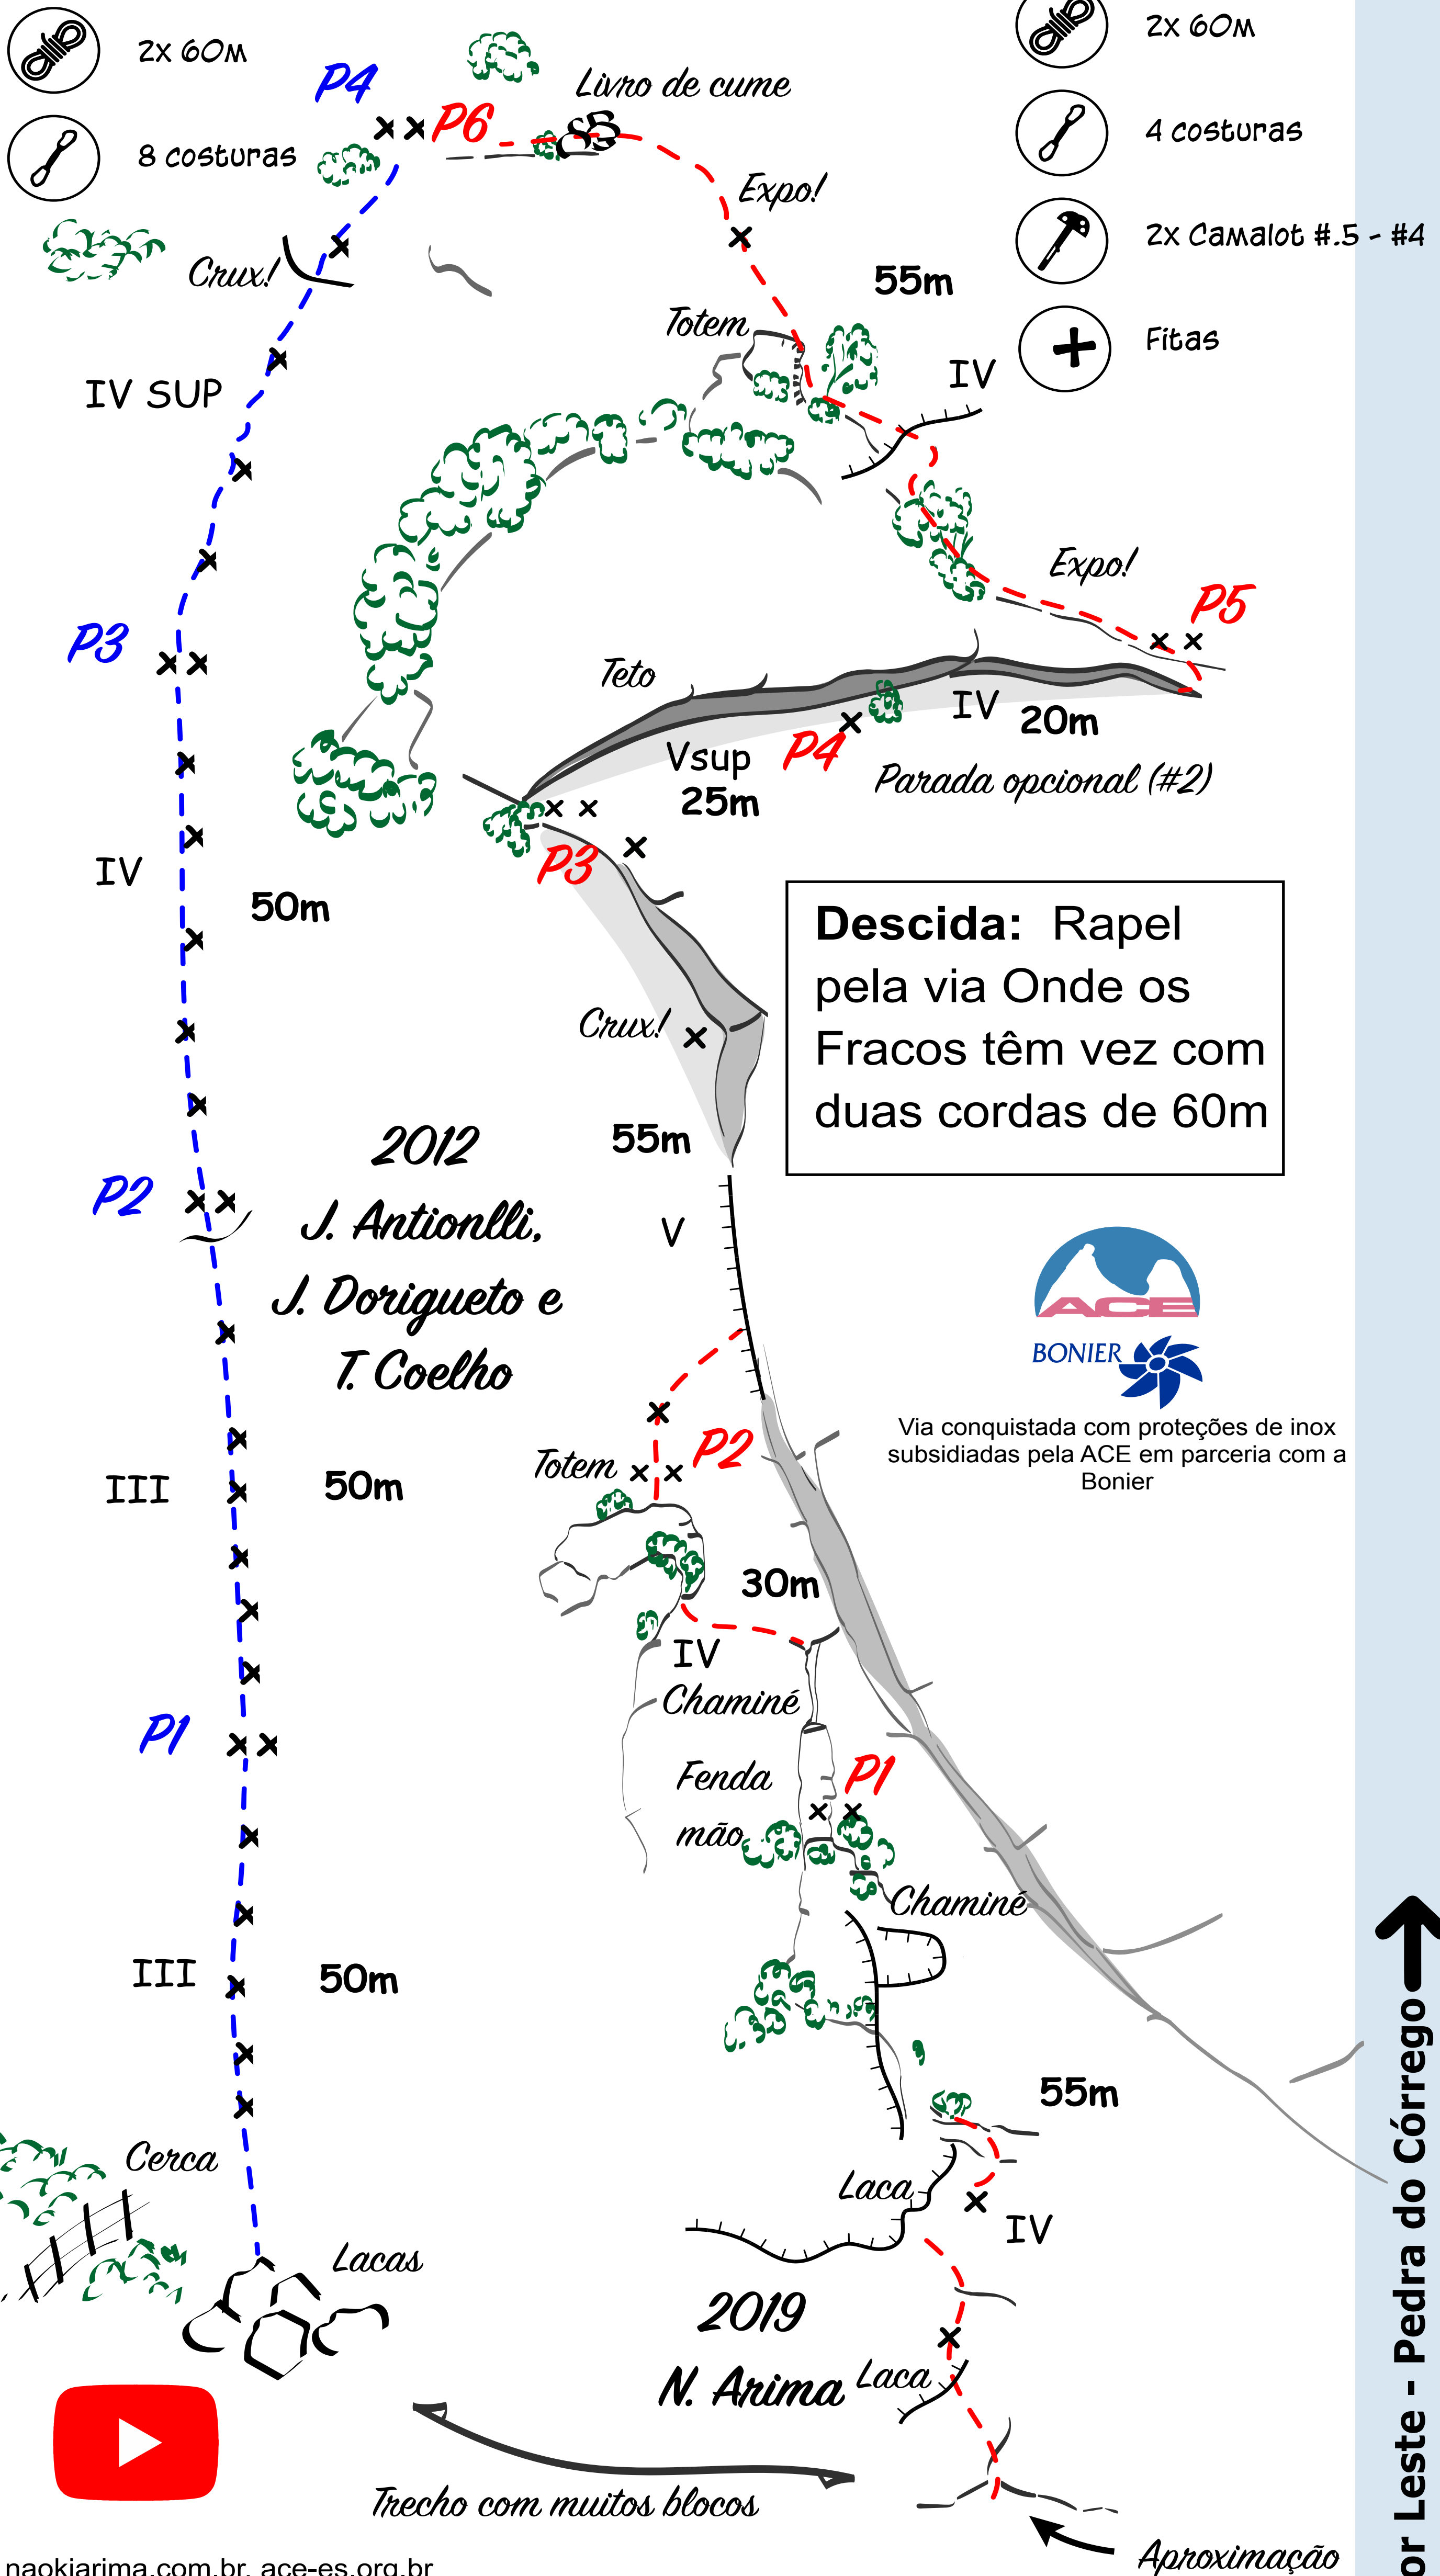 2x 60m
8 costuras
2x 60m
4 costuras
2x Camalot #.5 - #4
Fitas
P4
P6
Livro de cume
Expo!
Crux!
55m
Totem
IV
IV SUP
Expo!
P5
P3
Teto
IV
20m
P4
Vsup
25m
Parada opcional (#2)
P3
IV
50m
Descida: Rapel
pela via Onde os
Fracos têm vez com
duas cordas de 60m
Crux!
55m
V
P2
2012
J. Antionlli,
J. Dorigueto e
T. Coelho
ACE
BONIER
Via conquistada com proteções de inox
subsidiadas pela ACE em parceria com a
Bonier
P2
Totem
III
50m
30m
IV
Chaminé
P1
Fenda
mão
P1
Chaminé
III
50m
55m
Laca
IV
Cerca
Lacas
2019
N. Arima
Laca
Trecho com muitos blocos
Aproximação
or Leste - Pedra do Córrego
naokiarima.com.br, ace-es.org.br